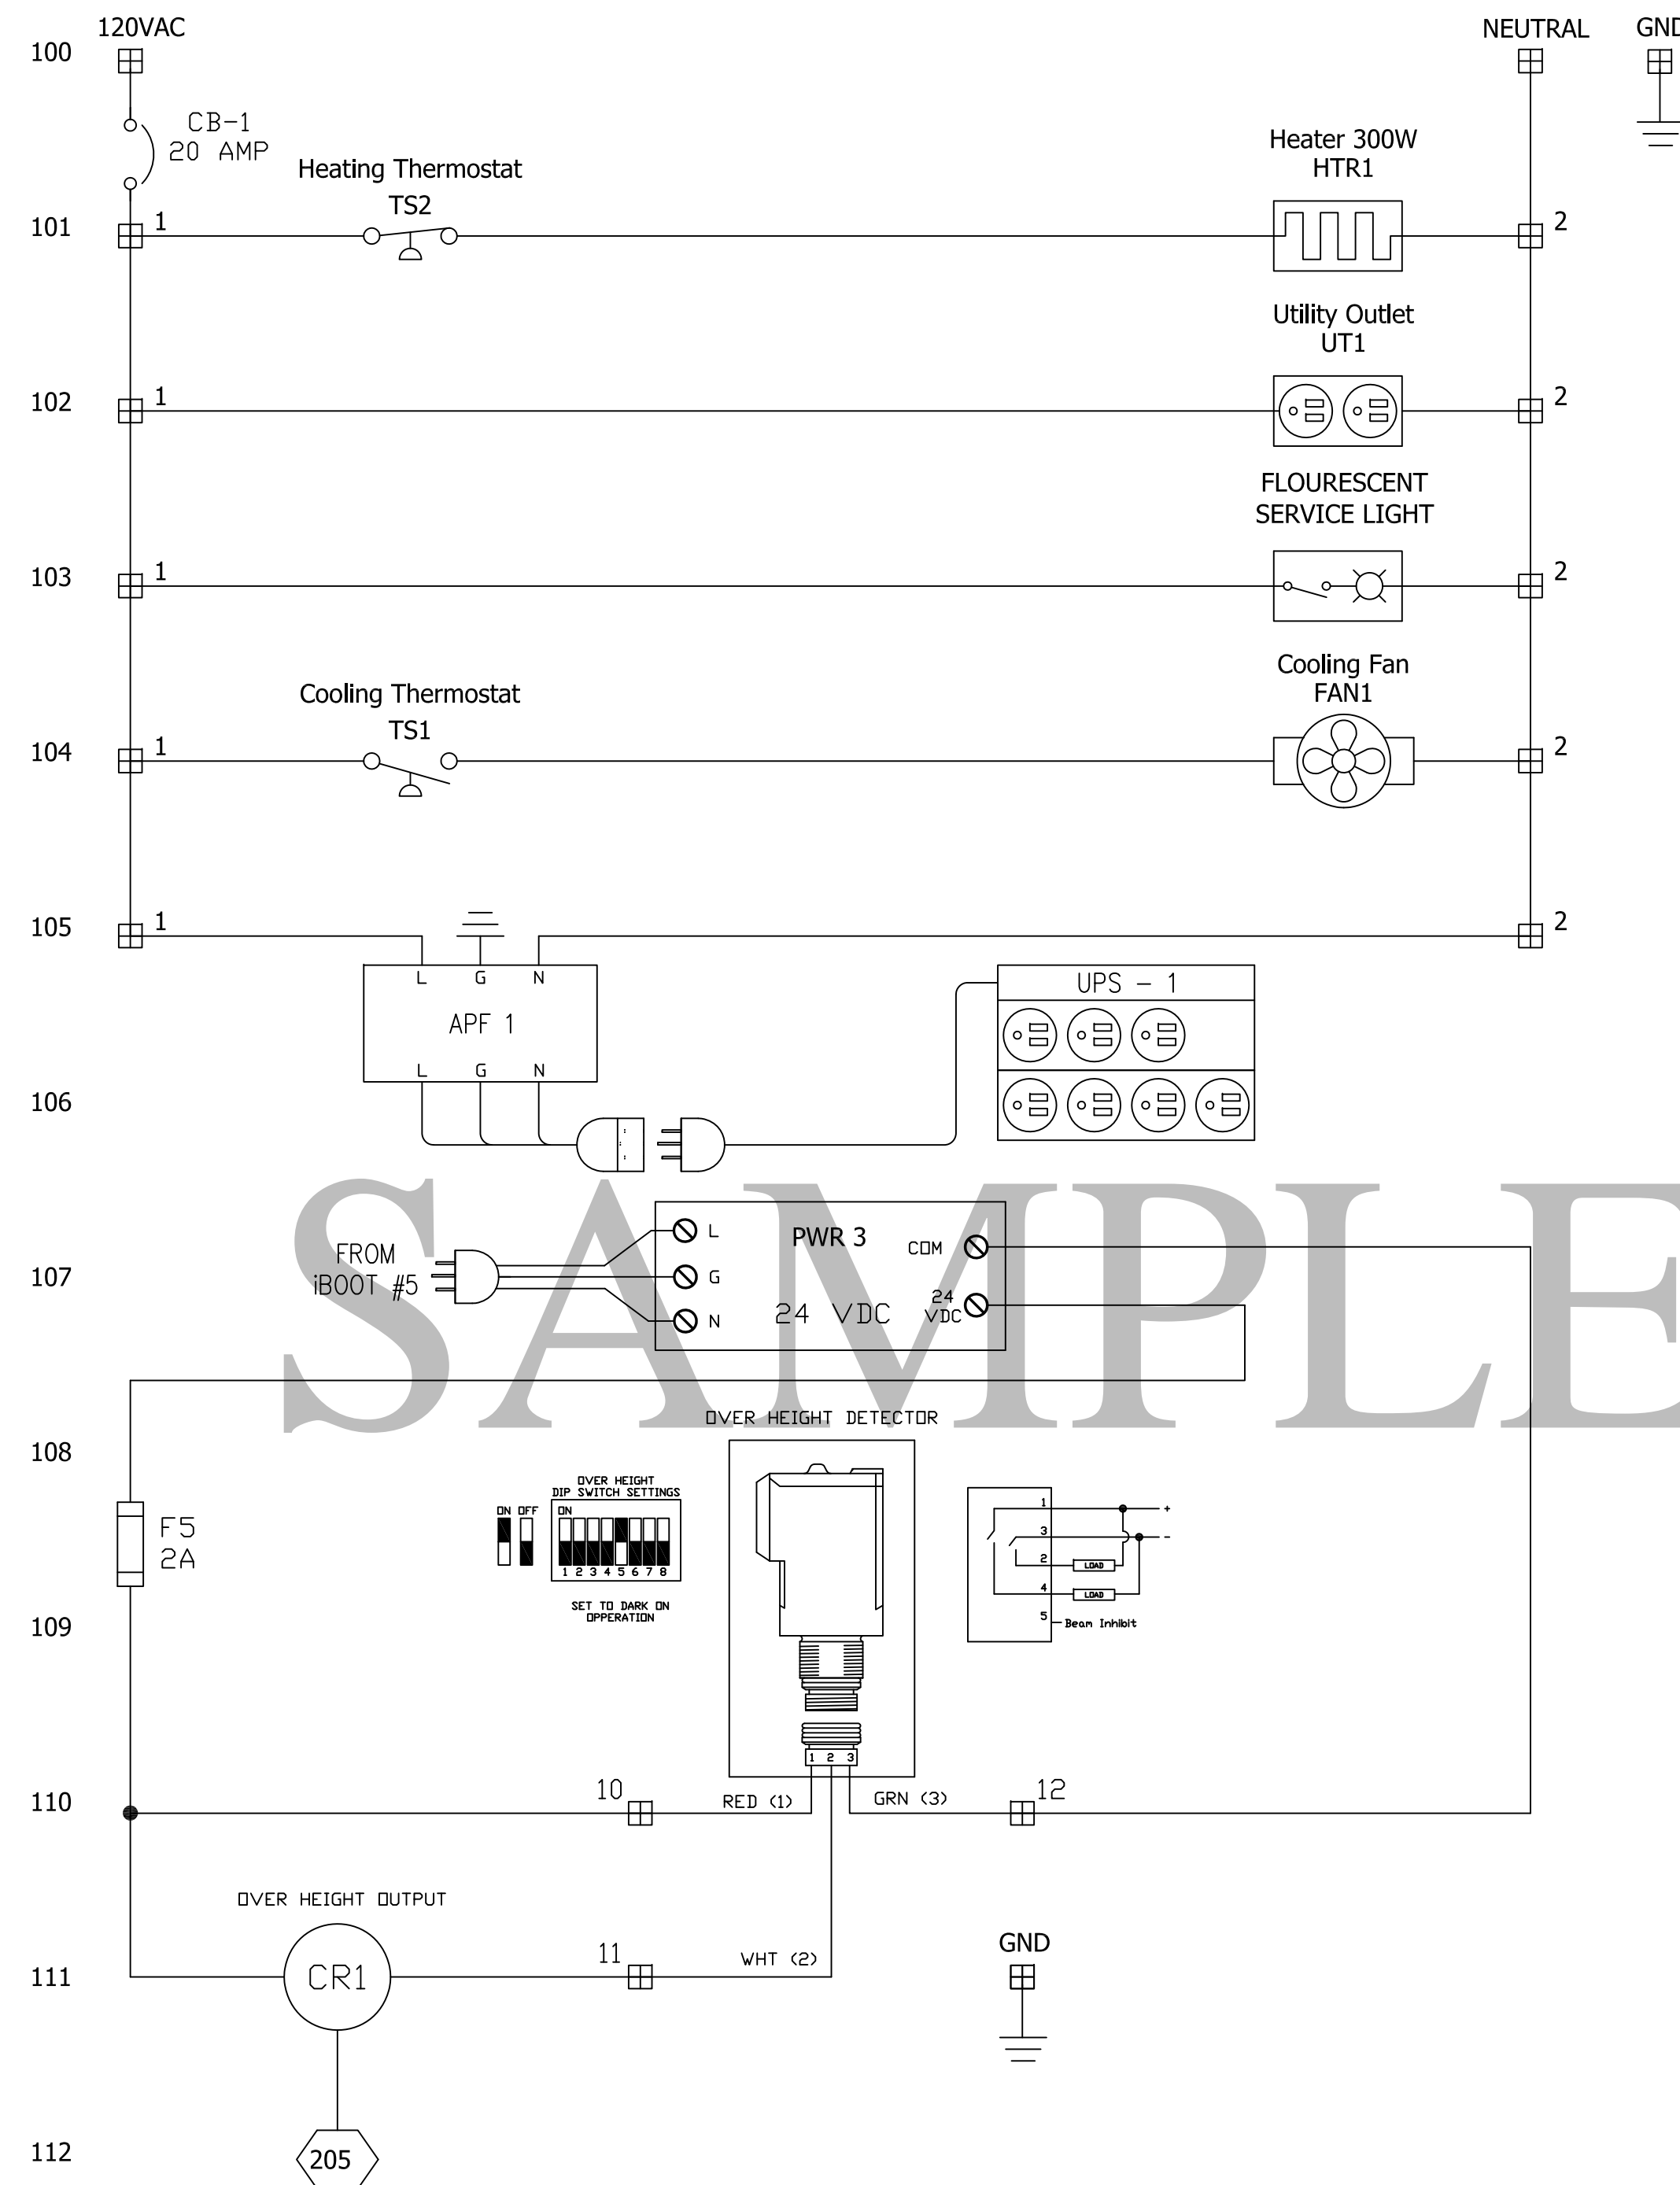 120VAC
NEUTRAL
GND
100
CB-1
20 AMP
Heating Thermostat
TS2
Heater 300W
HTR1
101
1
2
Utility Outlet
UT1
102
1
2
FLOURESCENT
SERVICE LIGHT
103
1
2
Cooling Thermostat
TS1
Cooling Fan
FAN1
104
1
2
105
1
2
L G N
APF 1
L G N
UPS - 1
106
SAMPLE
FROM
iBOOT #5
L
G
N
PWR 3
24 VDC
COM
24
VDC
107
OVER HEIGHT DETECTOR
108
OVER HEIGHT
DIP SWITCH SETTINGS
ON OFF
ON
1 2 3 4 5 6 7 8
SET TO DARK ON
OPPERATION
F5
2A
1
+
3
-
2
LOAD
4
LOAD
5
Beam Inhibit
109
1 2 3
110
10
RED (1)
GRN (3)
12
OVER HEIGHT OUTPUT
CR1
11
WHT (2)
GND
111
112
205